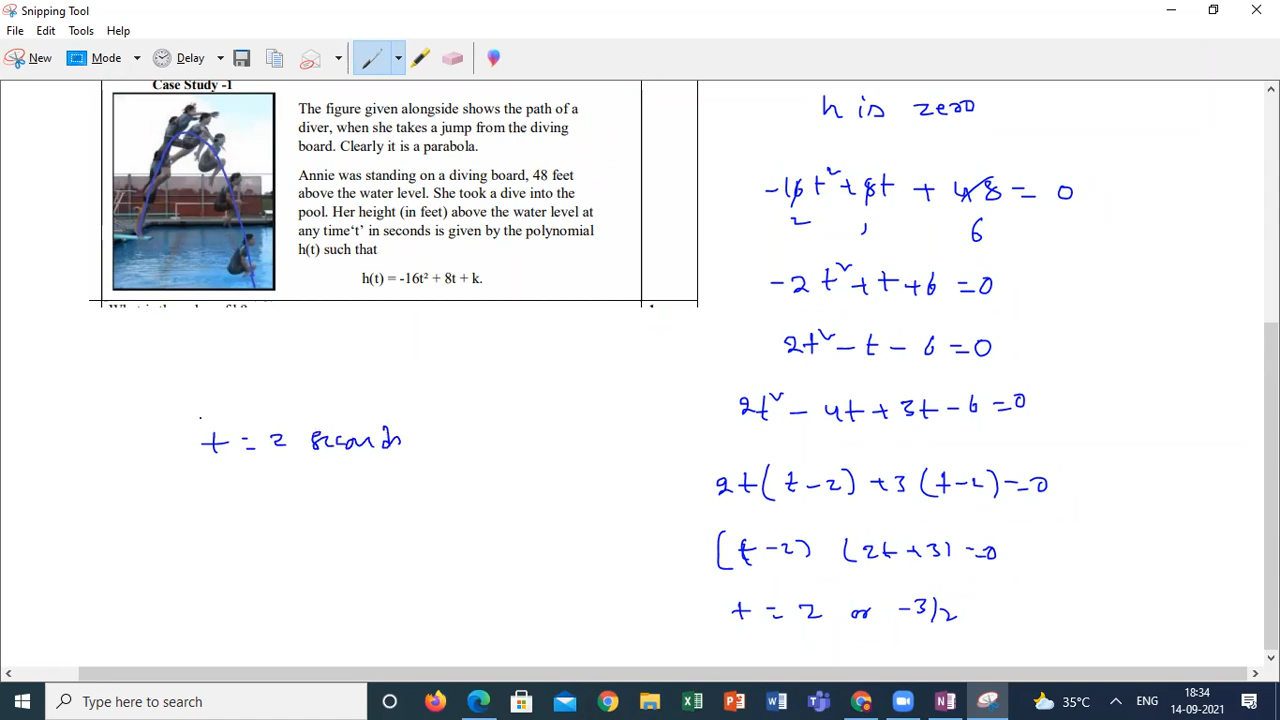 Snipping Tool
File Edit Tools Help
New Mode Delay
Case Study -1
The figure given alongside shows the path of a
diver, when she takes a jump from the diving
board. Clearly it is a parabola.
Annie was standing on a diving board, 48 feet
above the water level. She took a dive into the
pool. Her height (in feet) above the water level at
any time‘t’ in seconds is given by the polynomial
h(t) such that
h(t) = -16t² + 8t + k.
t = 2 seconds
h is zero
-16t² + 8t + 48 = 0
2 , 6
-2t² + t + 6 = 0
2t² - t - 6 = 0
2t² - 4t + 3t - 6 = 0
2t(t-2) + 3(t-2) = 0
(t-2) (2t+3) = 0
t = 2 or -3/2
Type here to search
35°C ENG 18:34
14-09-2021